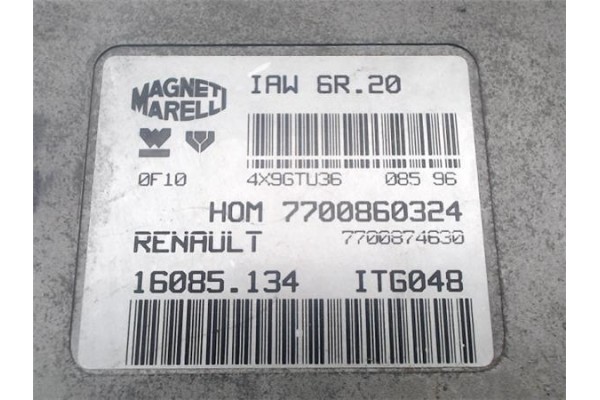 MAGNETI MARELLI IAW 6R.20
0F10 4X9GTU36 085 96
HOM 7700860324
RENAULT 7700874630
16085.134 ITG048